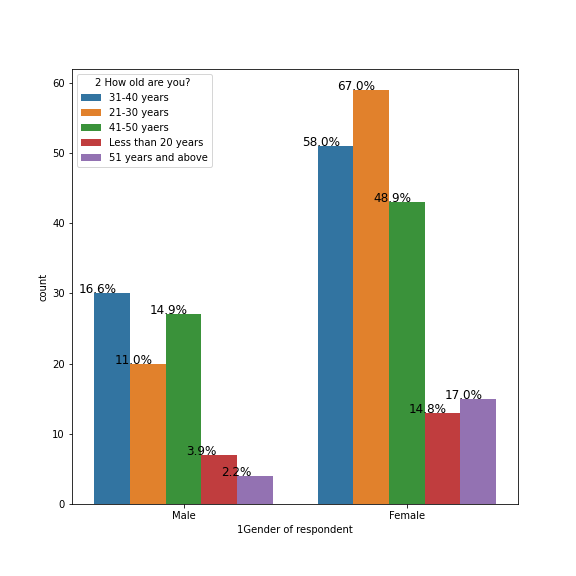 2 How old are you?
31-40 years
21-30 years
41-50 yaers
Less than 20 years
51 years and above
60
50
40
30
20
10
0
count
16.6%
11.0%
14.9%
3.9%
2.2%
58.0%
67.0%
48.9%
14.8%
17.0%
Male
Female
1Gender of respondent